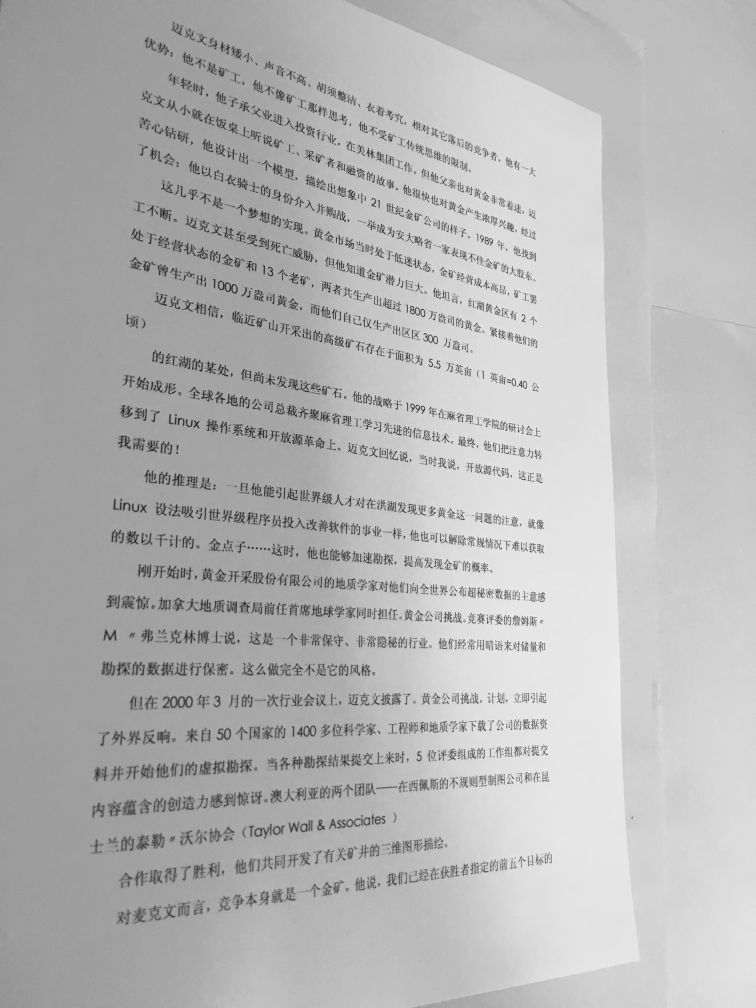 迈克文身材矮小、声音不高、胡须整洁、衣着考究，相对其它落后的竞争者，他有一大
优势：他不是矿工，他不像矿工那样思考，他不受矿工传统思维的限制。
年轻时，他子承父业进入投资行业，在美林集团工作。但他父亲也对黄金非常着迷，迈
克文从小就在饭桌上听说矿工、采矿者和融资的故事。他很快也对黄金产生浓厚兴趣。经过
苦心钻研，他设计出一个模型，描绘出想象中 21 世纪金矿公司的样子。1989 年，他找到
了机会：他以白衣骑士的身份介入并购战，一举成为安大略省一家表现不佳金矿的大股东。
这几乎不是一个梦想的实现。黄金市场当时处于低迷状态，金矿经营成本高昂，矿工罢
工不断。迈克文甚至受到死亡威胁，但他知道金矿潜力巨大。他坦言，红湖黄金区有 2 个
处于经营状态的金矿和 13 个老矿，两者共生产出超过 1800 万盎司的黄金。紧接着他们的
金矿曾生产出 1000 万盎司黄金，而他们自己仅生产出区区 300 万盎司。
迈克文相信，临近矿山开采出的高级矿石存在于面积为 5.5 万英亩（1 英亩=0.40 公
顷）
的红湖的某处，但尚未发现这些矿石。他的战略于 1999 年在麻省理工学院的研讨会上
开始成形。全球各地的公司总裁齐聚麻省理工学习先进的信息技术。最终，他们把注意力转
移到了 Linux 操作系统和开放源革命上。迈克文回忆说，当时我说，开放源代码，这正是
我需要的！
他的推理是：一旦他能引起世界级人才对在洪湖发现更多黄金这一问题的注意，就像
Linux 设法吸引世界级程序员投入改善软件的事业一样，他也可以解除常规情况下难以获取
的数以千计的。金点子……这时，他也能够加速勘探，提高发现金矿的概率。
刚开始时，黄金开采股份有限公司的地质学家对他们向全世界公布超秘密数据的主意感
到震惊。加拿大地质调查局前任首席地球学家同时担任。黄金公司挑战。竞赛评委的詹姆斯〃
M 〃弗兰克林博士说，这是一个非常保守、非常隐秘的行业。他们经常用暗语来对储量和
勘探的数据进行保密。这么做完全不是它的风格。
但在 2000 年 3 月的一次行业会议上，迈克文披露了。黄金公司挑战。计划，立即引起
了外界反响。来自 50 个国家的 1400 多位科学家、工程师和地质学家下载了公司的数据资
料并开始他们的虚拟勘探。当各种勘探结果提交上来时，5 位评委组成的工作组都对提交
内容蕴含的创造力感到惊讶。澳大利亚的两个团队——在西佩斯的不规则型制图公司和在昆
士兰的泰勒〃沃尔协会（Taylor Wall & Associates ）
合作取得了胜利，他们共同开发了有关矿井的三维图形描绘。
对麦克文而言，竞争本身就是一个金矿。他说，我们已经在获胜者指定的前五个目标的